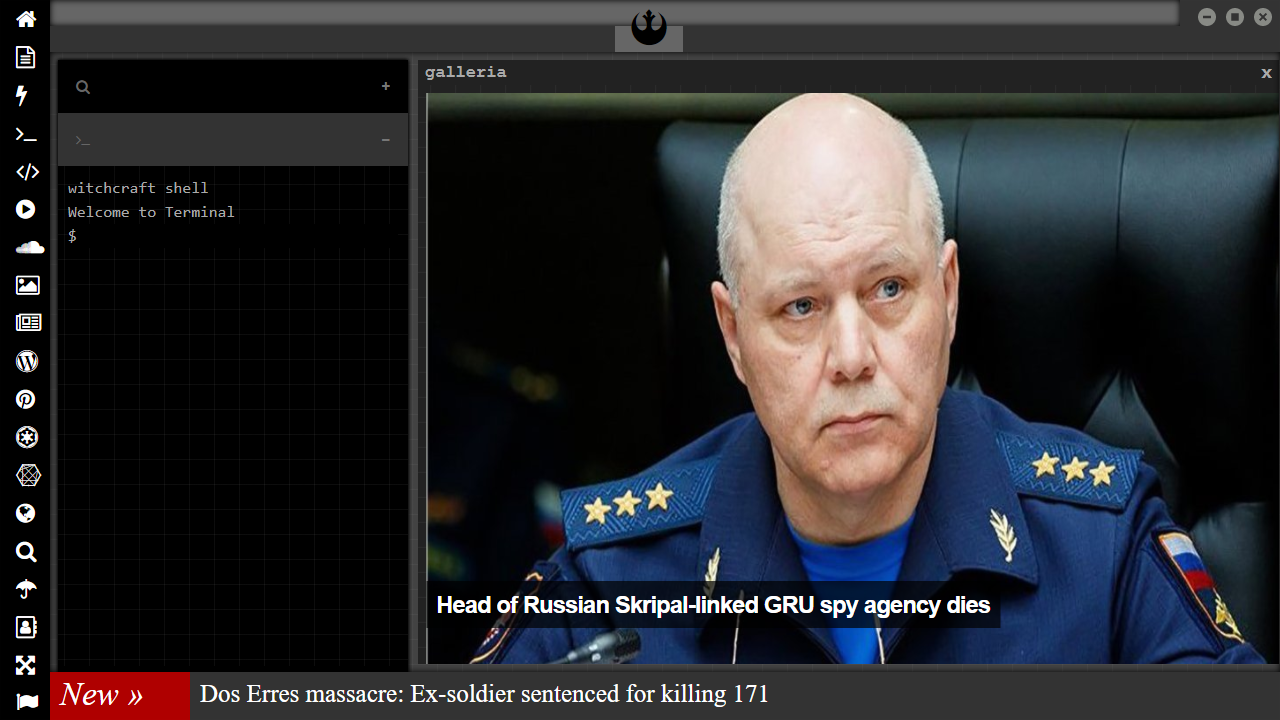 galleria
x
witchcraft shell
Welcome to Terminal
$
Head of Russian Skripal-linked GRU spy agency dies
New »
Dos Erres massacre: Ex-soldier sentenced for killing 171